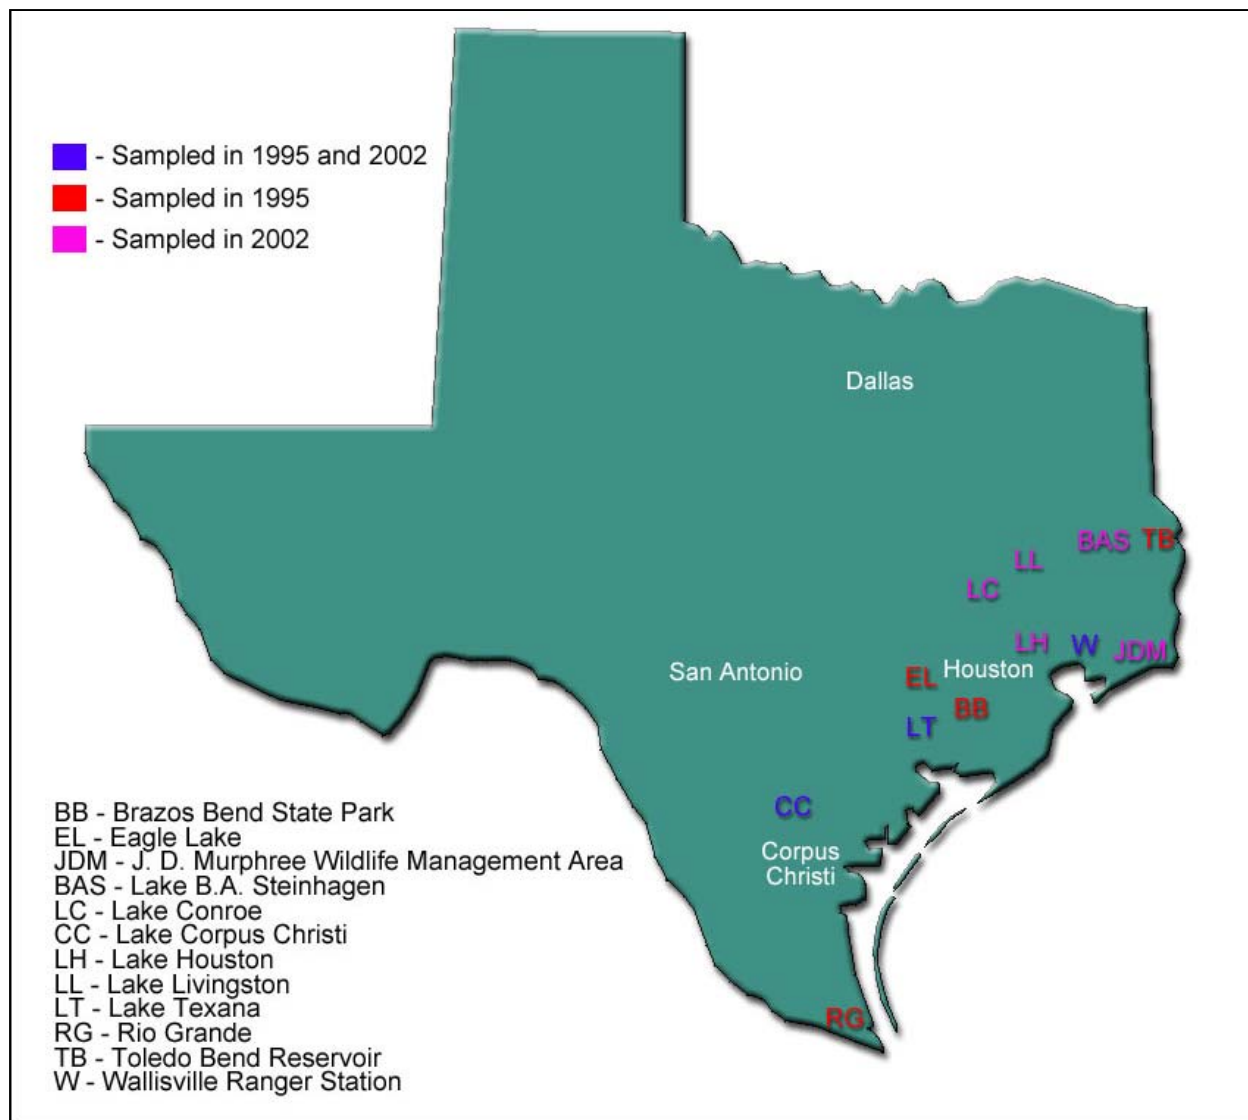 - Sampled in 1995 and 2002
- Sampled in 1995
- Sampled in 2002
Dallas
BAS TB
LL
LC
LH W JDM
San Antonio
EL Houston
BB
LT
CC
Corpus
Christi
RG
BB - Brazos Bend State Park
EL - Eagle Lake
JDM - J. D. Murphree Wildlife Management Area
BAS - Lake B.A. Steinhagen
LC - Lake Conroe
CC - Lake Corpus Christi
LH - Lake Houston
LL - Lake Livingston
LT - Lake Texana
RG - Rio Grande
TB - Toledo Bend Reservoir
W - Wallisville Ranger Station